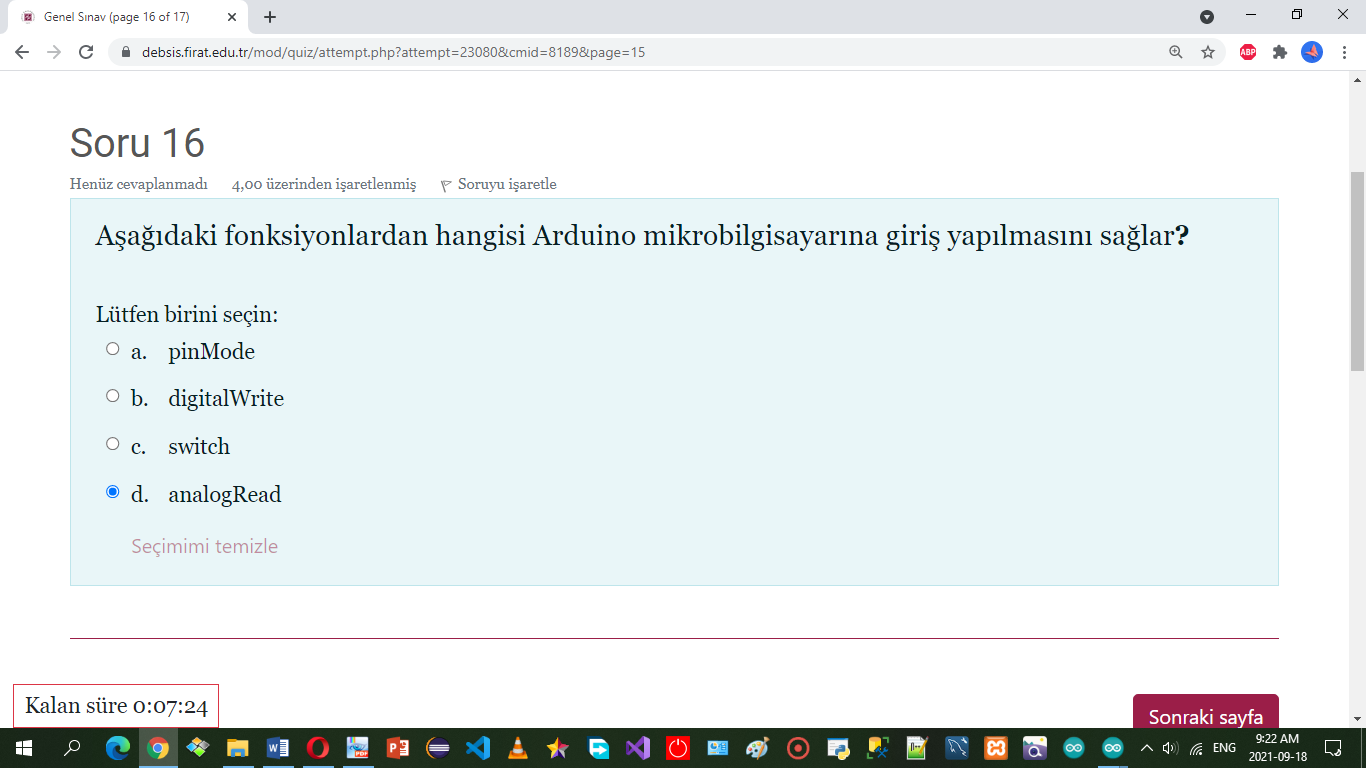 Genel Sınav (page 16 of 17)
debsis.firat.edu.tr/mod/quiz/attempt.php?attempt=23080&cmid=8189&page=15
ABP
Soru 16
Henüz cevaplanmadı 4,00 üzerinden işaretlenmiş Soruyu işaretle
Aşağıdaki fonksiyonlardan hangisi Arduino mikrobilgisayarına giriş yapılmasını sağlar?
Lütfen birini seçin:
a. pinMode
b. digitalWrite
c. switch
d. analogRead
Seçimimi temizle
Kalan süre 0:07:24
Sonraki sayfa
ENG
9:22 AM
2021-09-18